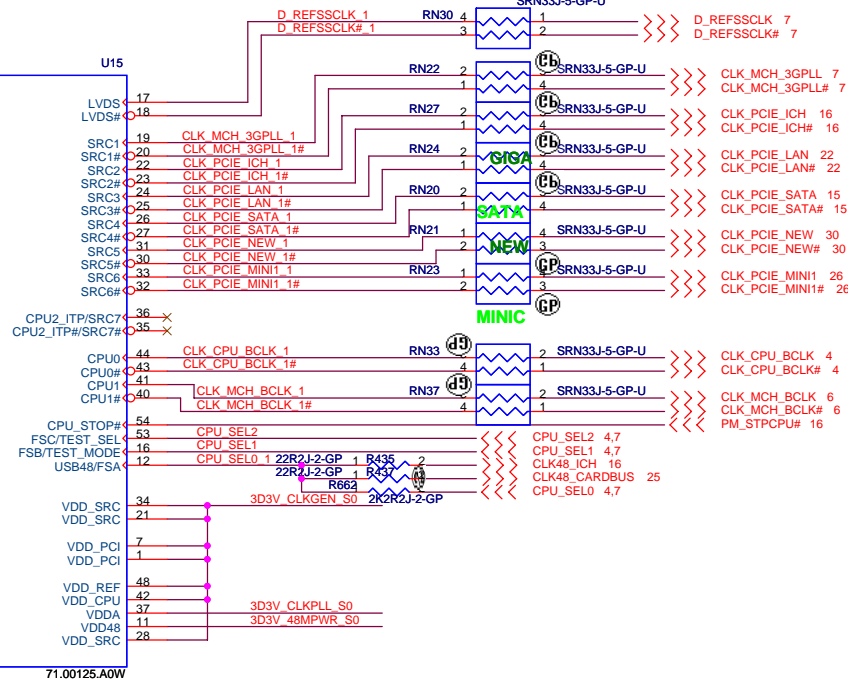 SRN33J-5-GP-U
D_REFSSCLK_1 RN30 4 1 D_REFSSCLK 7
D_REFSSCLK#_1 3 2 D_REFSSCLK# 7
U15
RN22 2 SRN33J-5-GP-U CLK_MCH_3GPLL 7
1 4 CLK_MCH_3GPLL# 7
LVDS 17
LVDS# 18
RN27 2 1 SRN33J-5-GP-U CLK_PCIE_ICH 16
1 4 CLK_PCIE_ICH# 16
SRC1 19 CLK_MCH_3GPLL_1
SRC1# 20 CLK_MCH_3GPLL_1#
RN24 2 SRN33J-5-GP-U CLK_PCIE_LAN 22
GIGA
SRC2 22 CLK_PCIE_ICH_1
1 4 CLK_PCIE_LAN# 22
SRC2# 23 CLK_PCIE_ICH_1#
SRC3 24 CLK_PCIE_LAN_1
RN20 2 SRN33J-5-GP-U CLK_PCIE_SATA 15
SRC3# 25 CLK_PCIE_LAN_1#
1 SATA 4 CLK_PCIE_SATA# 15
SRC4 26 CLK_PCIE_SATA_1
SRC4# 27 CLK_PCIE_SATA_1#
RN21 1 4 SRN33J-5-GP-U CLK_PCIE_NEW 30
SRC5 31 CLK_PCIE_NEW_1
2 NEW 3 CLK_PCIE_NEW# 30
SRC5# 30 CLK_PCIE_NEW_1#
GP
SRC6 33 CLK_PCIE_MINI1_1 RN23 1 SRN33J-5-GP-U CLK_PCIE_MINI1 26
SRC6# 32 CLK_PCIE_MINI1_1# 2 3 CLK_PCIE_MINI1# 26
GP
MINIC
CPU2_ITP/SRC7 36
CPU2_ITP#/SRC7# 35
GP
CPU0 44 CLK_CPU_BCLK_1 RN33 2 SRN33J-5-GP-U CLK_CPU_BCLK 4
CPU0# 43 CLK_CPU_BCLK_1# 4 1 CLK_CPU_BCLK# 4
GP
CPU1 41 CLK_MCH_BCLK_1 RN37 2 SRN33J-5-GP-U CLK_MCH_BCLK 6
CPU1# 40 CLK_MCH_BCLK_1# 4 1 CLK_MCH_BCLK# 6
CPU_STOP# 54 PM_STPCPU# 16
FSC/TEST_SEL 53 CPU_SEL2 CPU_SEL2 4,7
FSB/TEST_MODE 16 CPU_SEL1 CPU_SEL1 4,7
USB48/FSA 12 CPU_SEL0_1 22R2J-2-GP 1 R435 2 CLK48_ICH 16
22R2J-2-GP 1 R437 CLK48_CARDBUS 25
R662 1 2K2R2J-2-GP CPU_SEL0 4,7
VDD_SRC 34 3D3V_CLKGEN_S0
VDD_SRC 21
VDD_PCI 7
VDD_PCI 1
VDD_REF 48
VDD_CPU 42
VDDA 37 3D3V_CLKPLL_S0
VDD48 11 3D3V_48MPWR_S0
VDD_SRC 28
71.00125.A0W